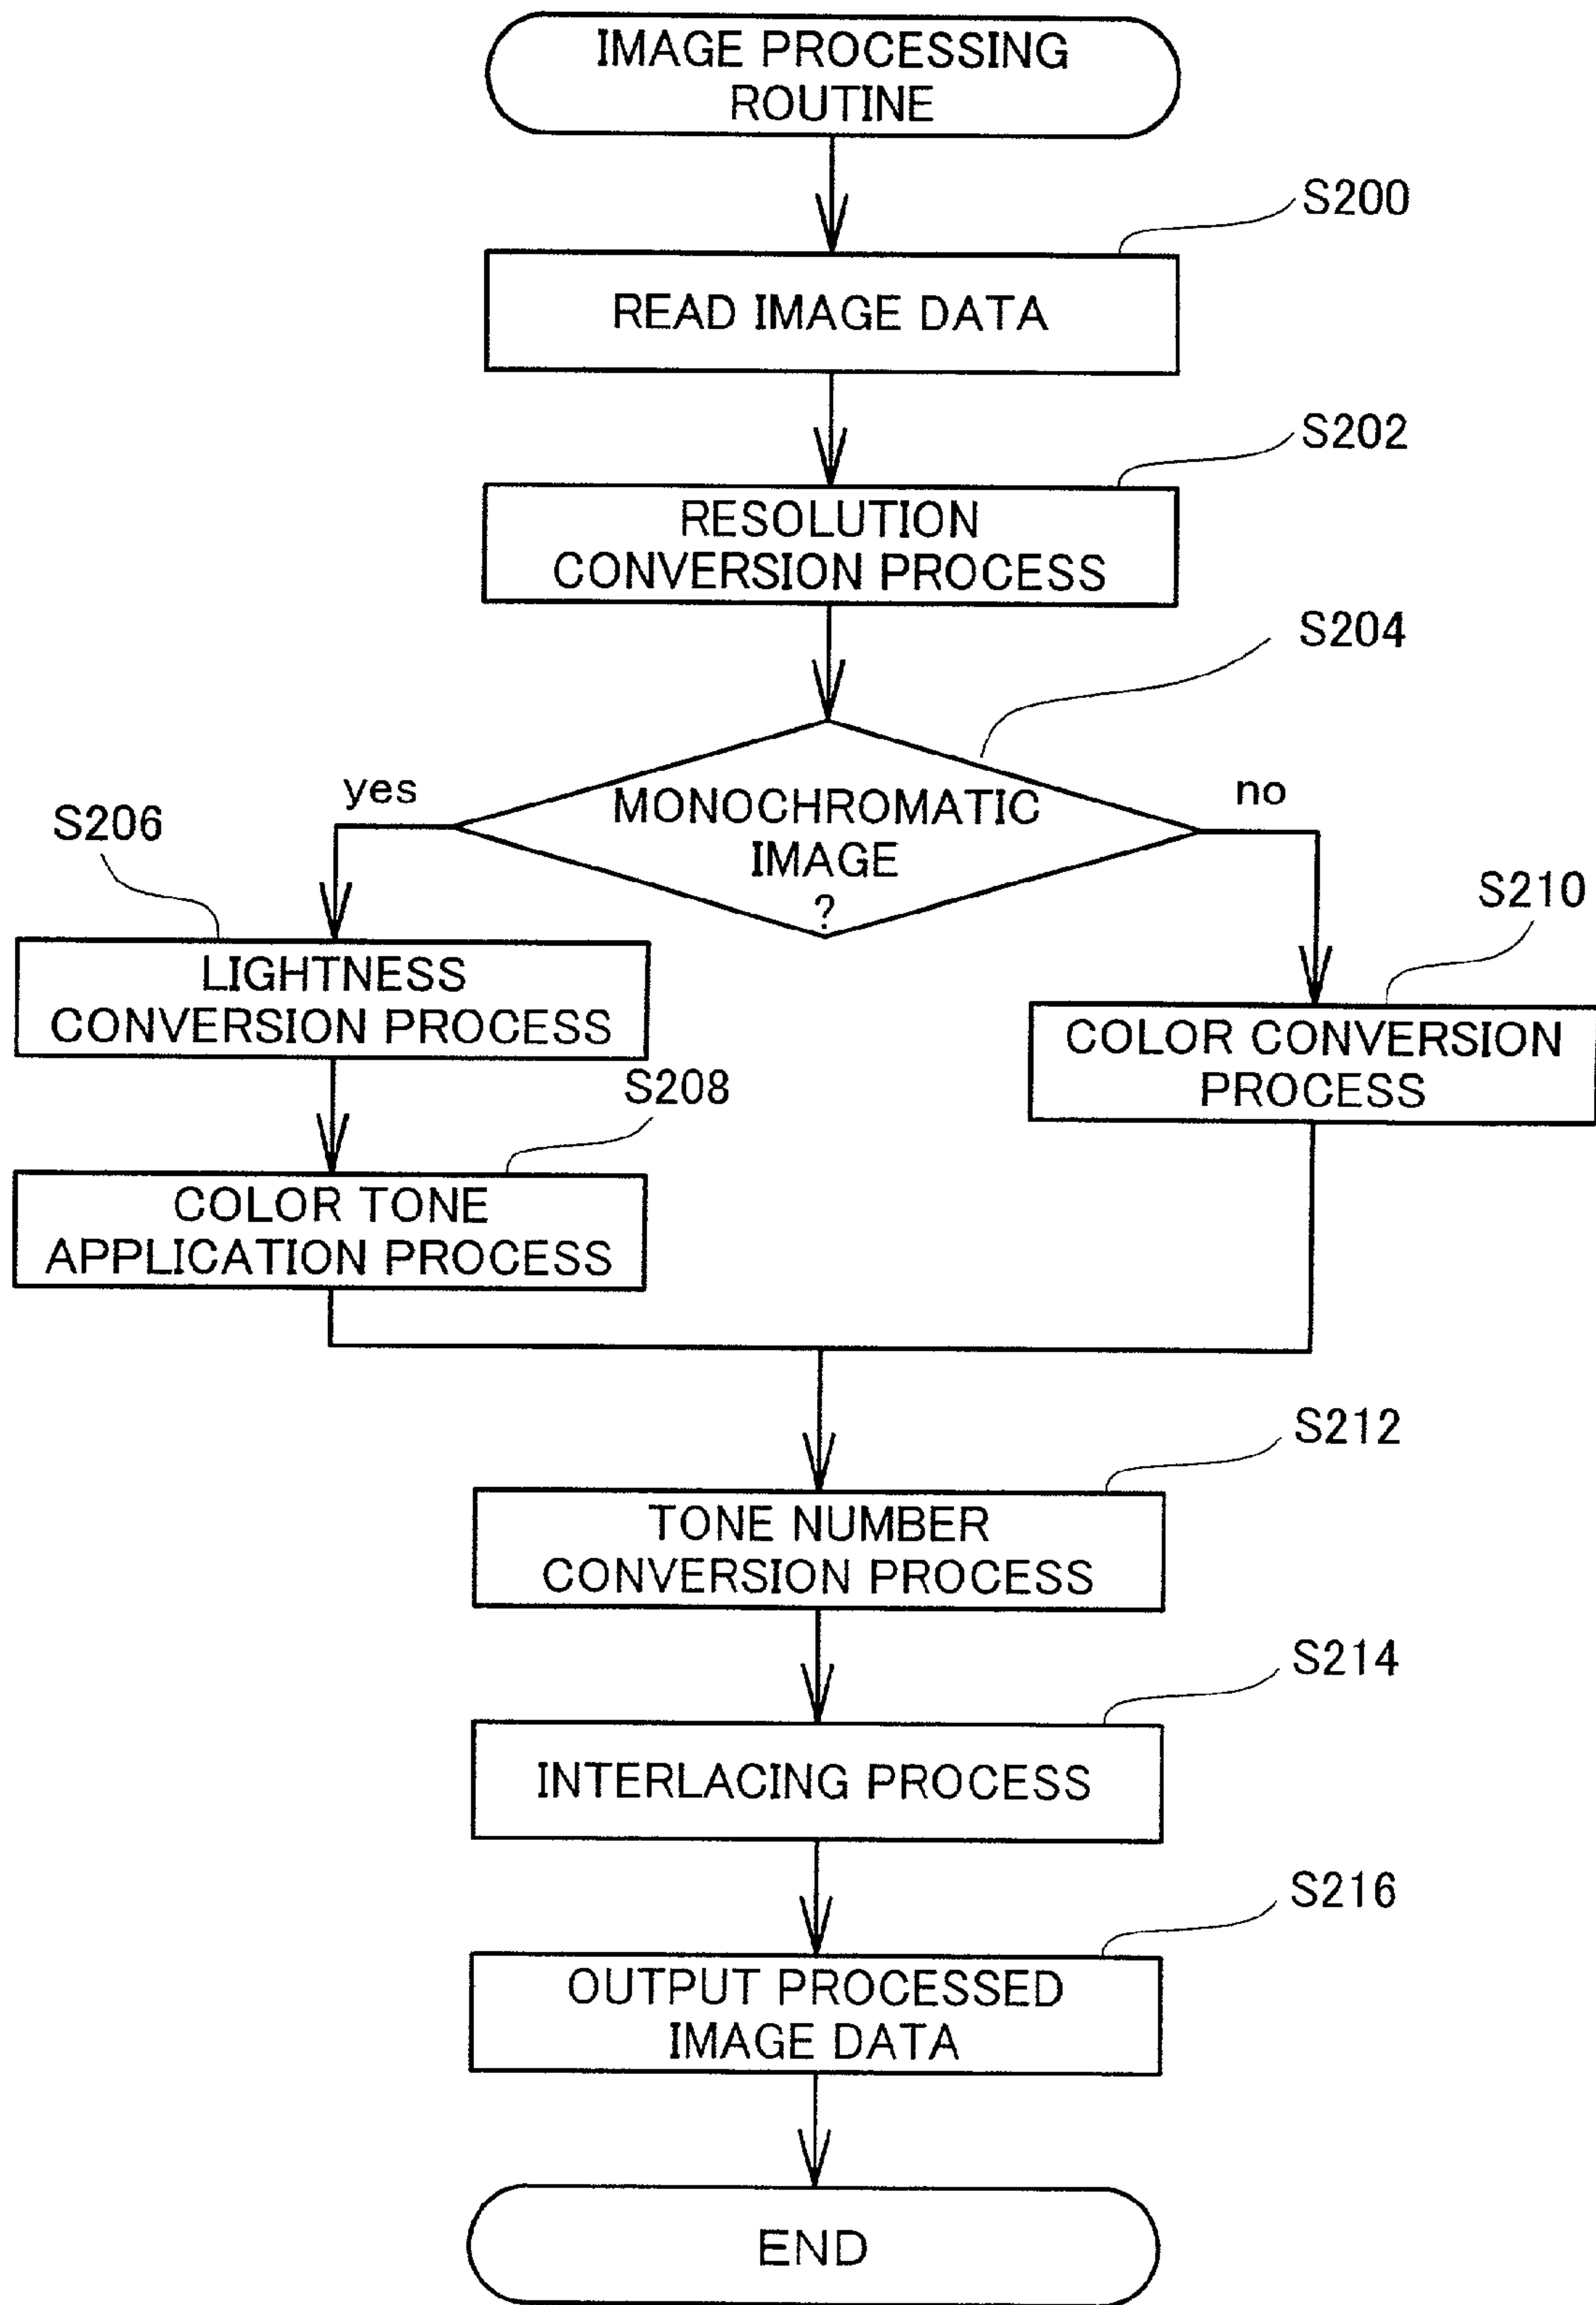 IMAGE PROCESSING
ROUTINE
S200
READ IMAGE DATA
S202
RESOLUTION
CONVERSION PROCESS
S204
yes
MONOCHROMATIC
IMAGE
?
no
S206
LIGHTNESS
CONVERSION PROCESS
S208
COLOR TONE
APPLICATION PROCESS
S210
COLOR CONVERSION
PROCESS
S212
TONE NUMBER
CONVERSION PROCESS
S214
INTERLACING PROCESS
S216
OUTPUT PROCESSED
IMAGE DATA
END